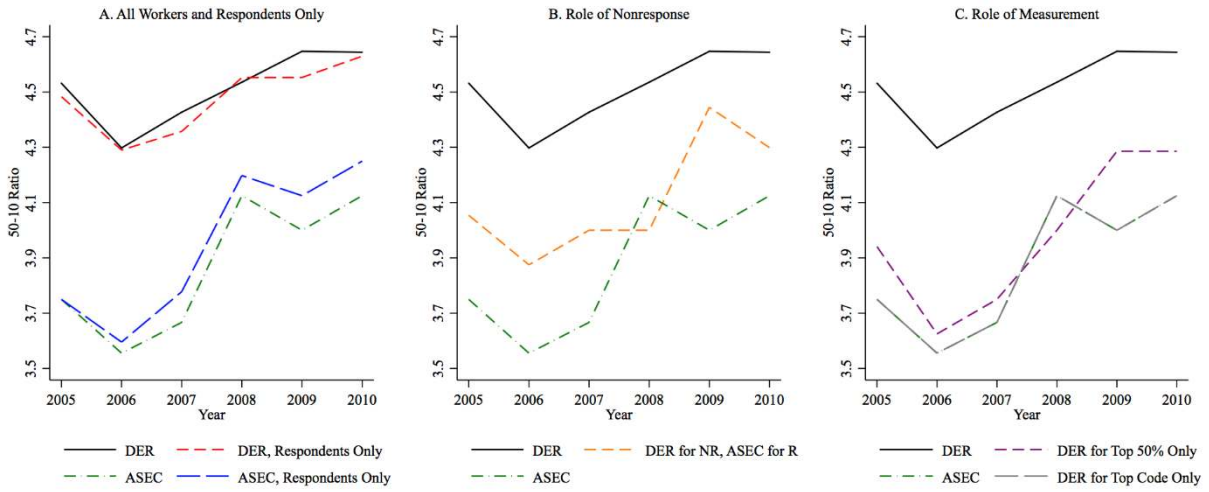 A. All Workers and Respondents Only
50-10 Ratio
4.7
4.5
4.3
4.1
3.9
3.7
3.5
2005 2006 2007 2008 2009 2010
Year
DER
DER, Respondents Only
ASEC
ASEC, Respondents Only
B. Role of Nonresponse
50-10 Ratio
4.7
4.5
4.3
4.1
3.9
3.7
3.5
2005 2006 2007 2008 2009 2010
Year
DER
DER for NR, ASEC for R
ASEC
C. Role of Measurement
50-10 Ratio
4.7
4.5
4.3
4.1
3.9
3.7
3.5
2005 2006 2007 2008 2009 2010
Year
DER
DER for Top 50% Only
ASEC
DER for Top Code Only